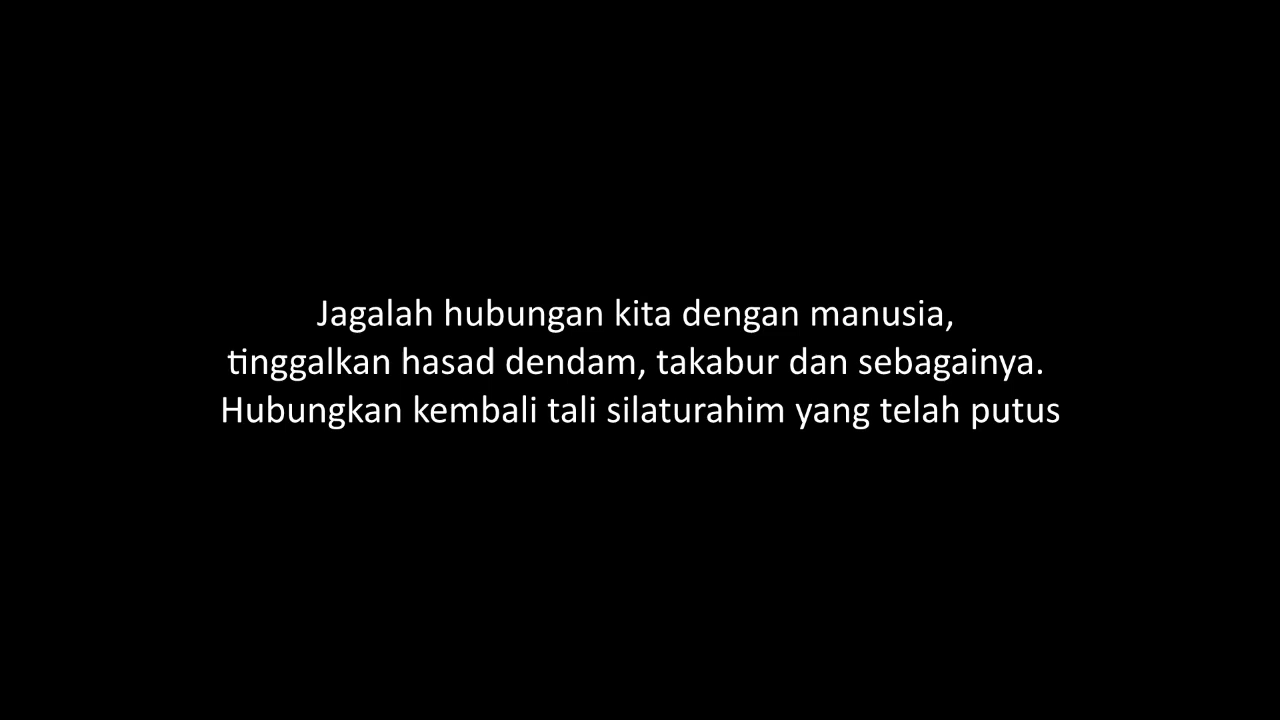 Jagalah hubungan kita dengan manusia,
tinggalkan hasad dendam, takabur dan sebagainya.
Hubungkan kembali tali silaturahim yang telah putus